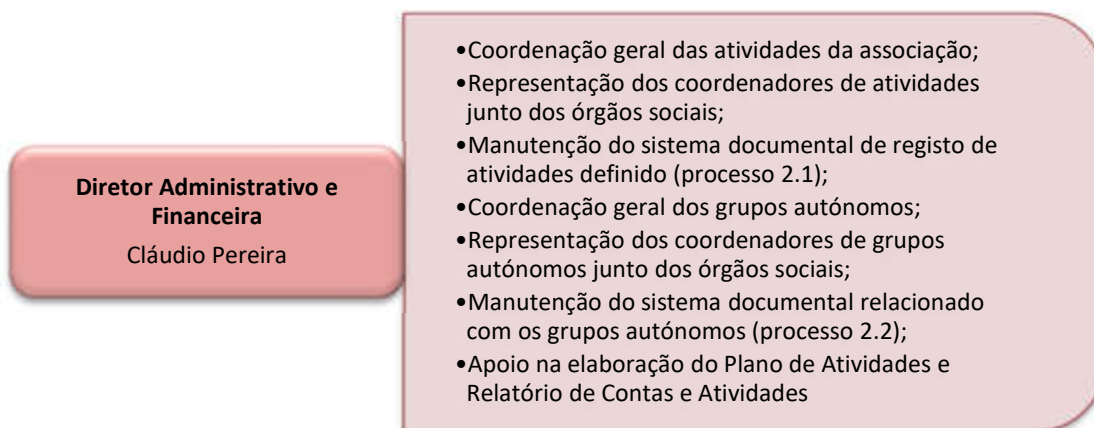 Diretor Administrativo e
Financeira
Cláudio Pereira
•Coordenação geral das atividades da associação;
•Representação dos coordenadores de atividades
junto dos órgãos sociais;
•Manutenção do sistema documental de registo de
atividades definido (processo 2.1);
•Coordenação geral dos grupos autónomos;
•Representação dos coordenadores de grupos
autónomos junto dos órgãos sociais;
•Manutenção do sistema documental relacionado
com os grupos autónomos (processo 2.2);
•Apoio na elaboração do Plano de Atividades e
Relatório de Contas e Atividades